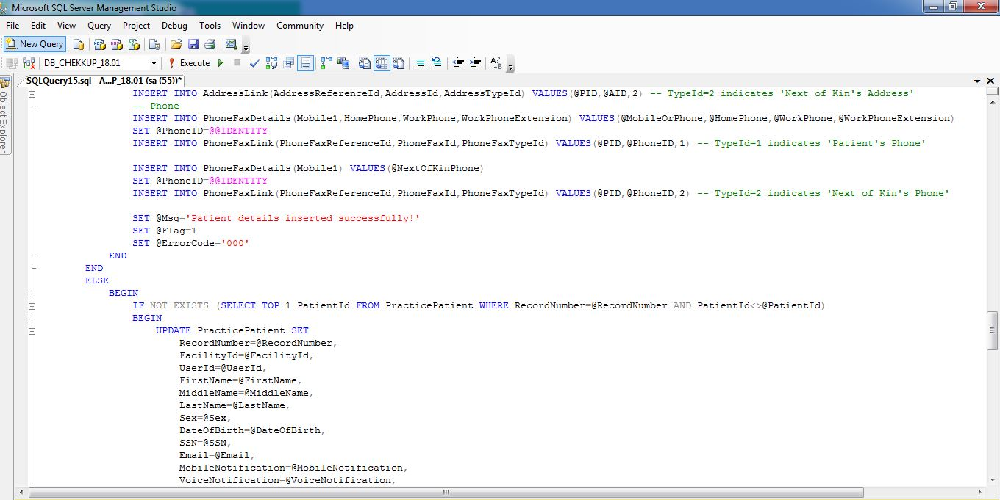 Microsoft SQL Server Management Studio
File Edit View Query Project Debug Tools Window Community Help
New Query
DB_CHEKKUP_18.01 Execute
SQLQuery15.sql - A...P_18.01 (sa (55))*
Object Explorer
INSERT INTO AddressLink(AddressReferenceId,AddressId,AddressTypeId) VALUES(@PID,@AID,2) -- TypeId=2 indicates 'Next of Kin's Address'
-- Phone
INSERT INTO PhoneFaxDetails(Mobile1,HomePhone,WorkPhone,WorkPhoneExtension) VALUES(@MobileOrPhone,@HomePhone,@WorkPhone,@WorkPhoneExtension)
SET @PhoneID=@@IDENTITY
INSERT INTO PhoneFaxLink(PhoneFaxReferenceId,PhoneFaxId,PhoneFaxTypeId) VALUES(@PID,@PhoneID,1) -- TypeId=1 indicates 'Patient's Phone'
INSERT INTO PhoneFaxDetails(Mobile1) VALUES(@NextOfKinPhone)
SET @PhoneID=@@IDENTITY
INSERT INTO PhoneFaxLink(PhoneFaxReferenceId,PhoneFaxId,PhoneFaxTypeId) VALUES(@PID,@PhoneID,2) -- TypeId=2 indicates 'Next of Kin's Phone'
SET @Msg='Patient details inserted successfully!'
SET @Flag=1
SET @ErrorCode='000'
END
END
ELSE
BEGIN
IF NOT EXISTS (SELECT TOP 1 PatientId FROM PracticePatient WHERE RecordNumber=@RecordNumber AND PatientId<>@PatientId)
BEGIN
UPDATE PracticePatient SET
RecordNumber=@RecordNumber,
FacilityId=@FacilityId,
UserId=@UserId,
FirstName=@FirstName,
MiddleName=@MiddleName,
LastName=@LastName,
Sex=@Sex,
DateOfBirth=@DateOfBirth,
SSN=@SSN,
Email=@Email,
MobileNotification=@MobileNotification,
VoiceNotification=@VoiceNotification,